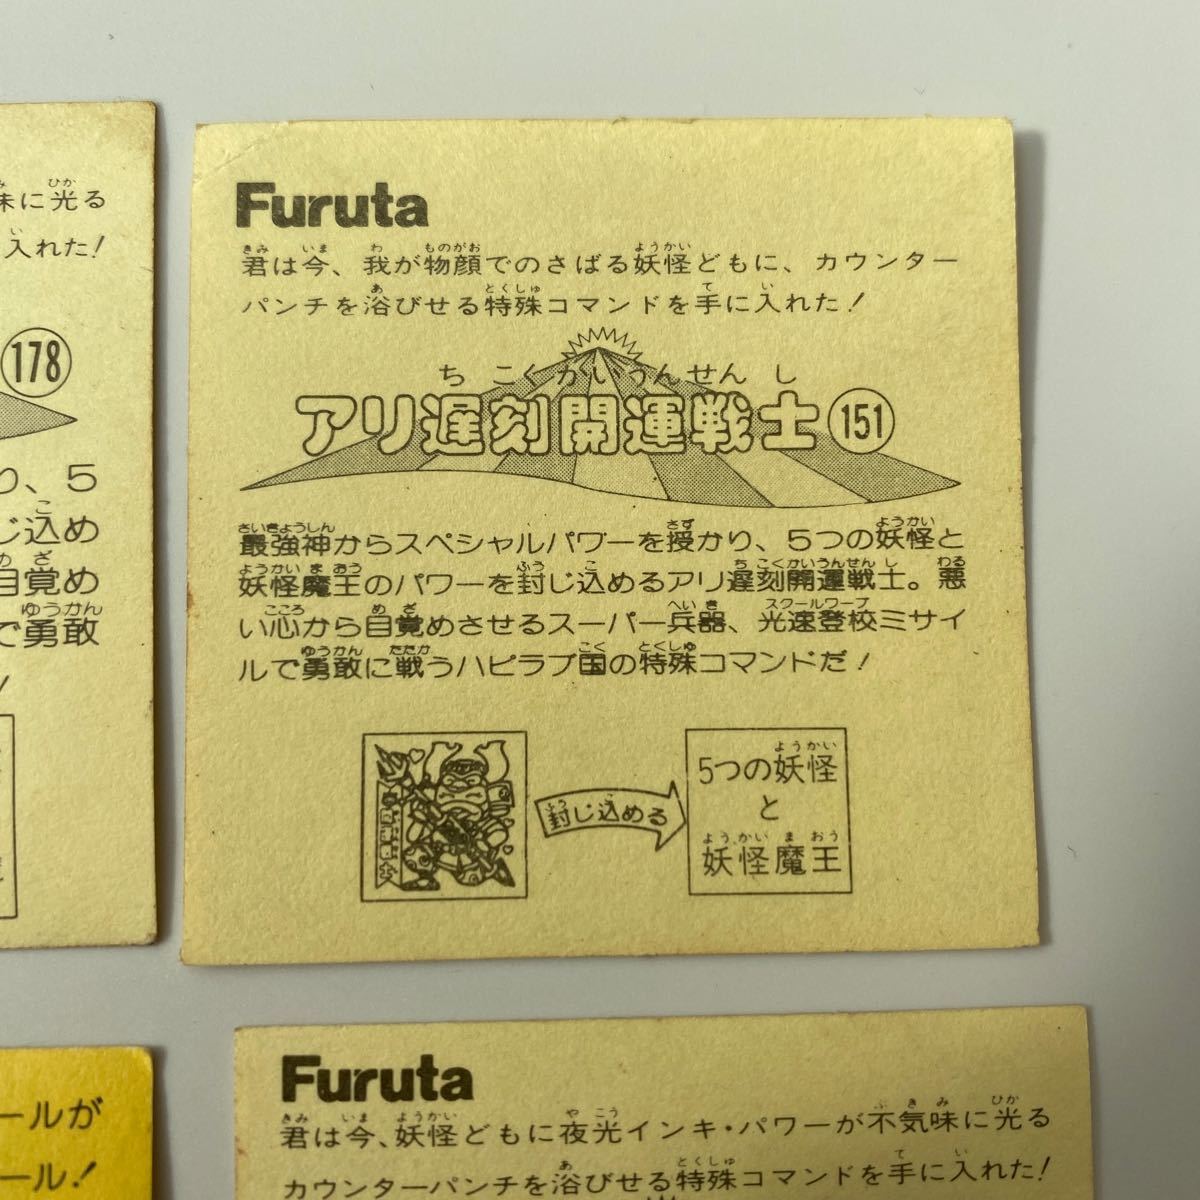 味に光る
入れた!
178
り、5
じ込め
自覚め
で勇敢
!
Furuta
君は今、我が物顔でのさばる妖怪どもに、カウンター
パンチを浴びせる特殊コマンドを手に入れた!
ちこくかいうんせんし
アリ遅刻開運戦士 151
最強神からスペシャルパワーを授かり、5つの妖怪と
妖怪魔王のパワーを封じ込めるアリ遅刻開運戦士。悪
い心から目覚めさせるスーパー兵器、光速登校ミサイ
ルで勇敢に戦うハピラブ国の特殊コマンドだ!
封じ込める
5つの妖怪
と
妖怪魔王
ールが
ール!
Furuta
君は今、妖怪どもに夜光インキ・パワーが不気味に光る
カウンターパンチを浴びせる特殊コマンドを手に入れた!